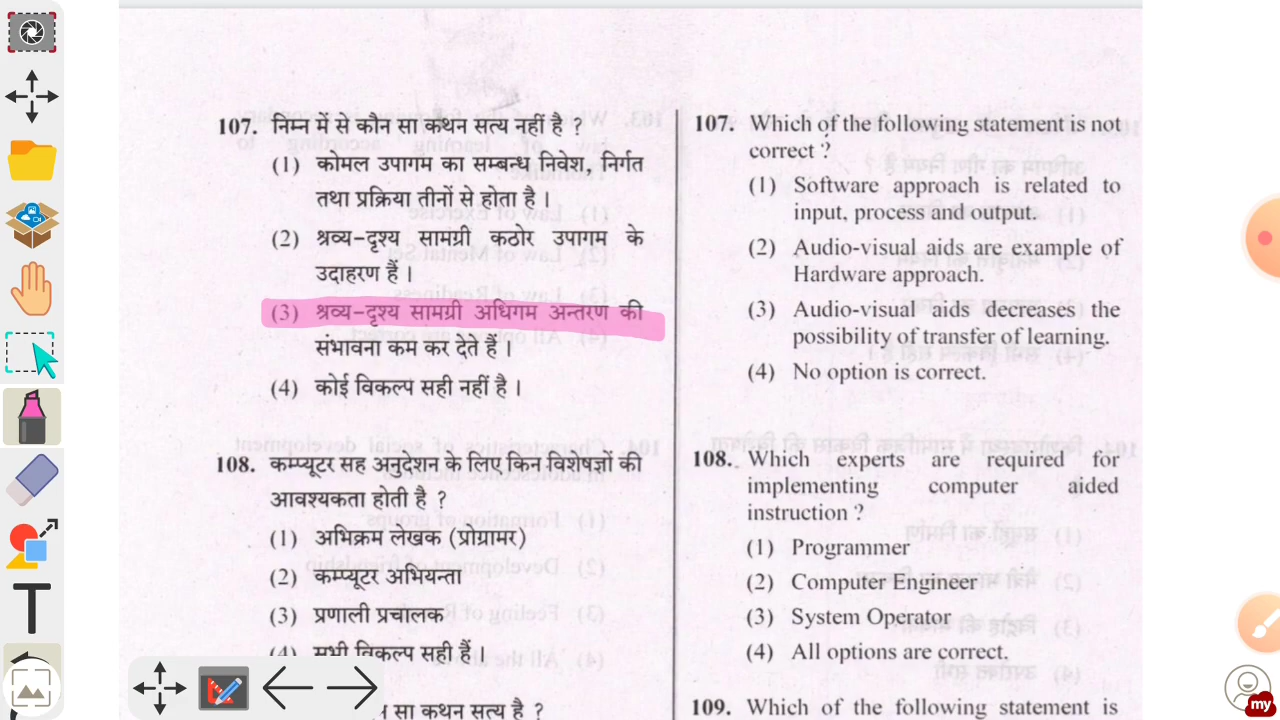 107. निम्न में से कौन सा कथन सत्य नहीं है ?
(1) कोमल उपागम का सम्बन्ध निवेश, निर्गत
तथा प्रक्रिया तीनों से होता है ।
(2) श्रव्य-दृश्य सामग्री कठोर उपागम के
उदाहरण हैं ।
(3) श्रव्य-दृश्य सामग्री अधिगम अन्तरण की
संभावना कम कर देते हैं ।
(4) कोई विकल्प सही नहीं है ।
108. कम्प्यूटर सह अनुदेशन के लिए किन विशेषज्ञों की
आवश्यकता होती है ?
(1) अभिक्रम लेखक (प्रोग्रामर)
(2) कम्प्यूटर अभियन्ता
(3) प्रणाली प्रचालक
(4) सभी विकल्प सही हैं ।
सा कथन सत्य है ?
107. Which of the following statement is not
correct ?
(1) Software approach is related to
input, process and output.
(2) Audio-visual aids are example of
Hardware approach.
(3) Audio-visual aids decreases the
possibility of transfer of learning.
(4) No option is correct.
108. Which experts are required for
implementing computer aided
instruction ?
(1) Programmer
(2) Computer Engineer
(3) System Operator
(4) All options are correct.
109. Which of the following statement is
T
my